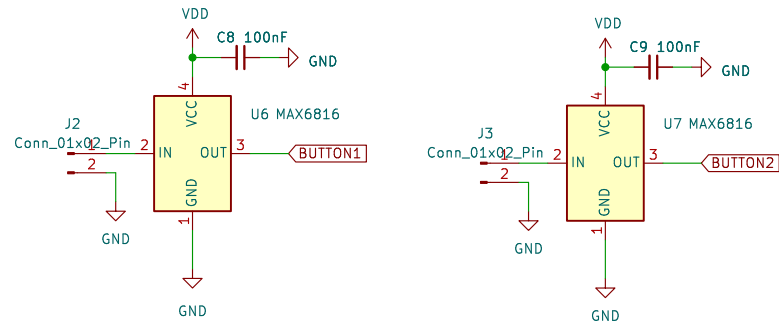 VDD
C8 100nF
GND
4
VCC
U6 MAX6816
J2
Conn_01x02_Pin
1
2
2
IN
OUT
3
BUTTON1
GND
1
GND
GND
VDD
C9 100nF
GND
4
VCC
U7 MAX6816
J3
Conn_01x02_Pin
1
2
2
IN
OUT
3
BUTTON2
GND
1
GND
GND